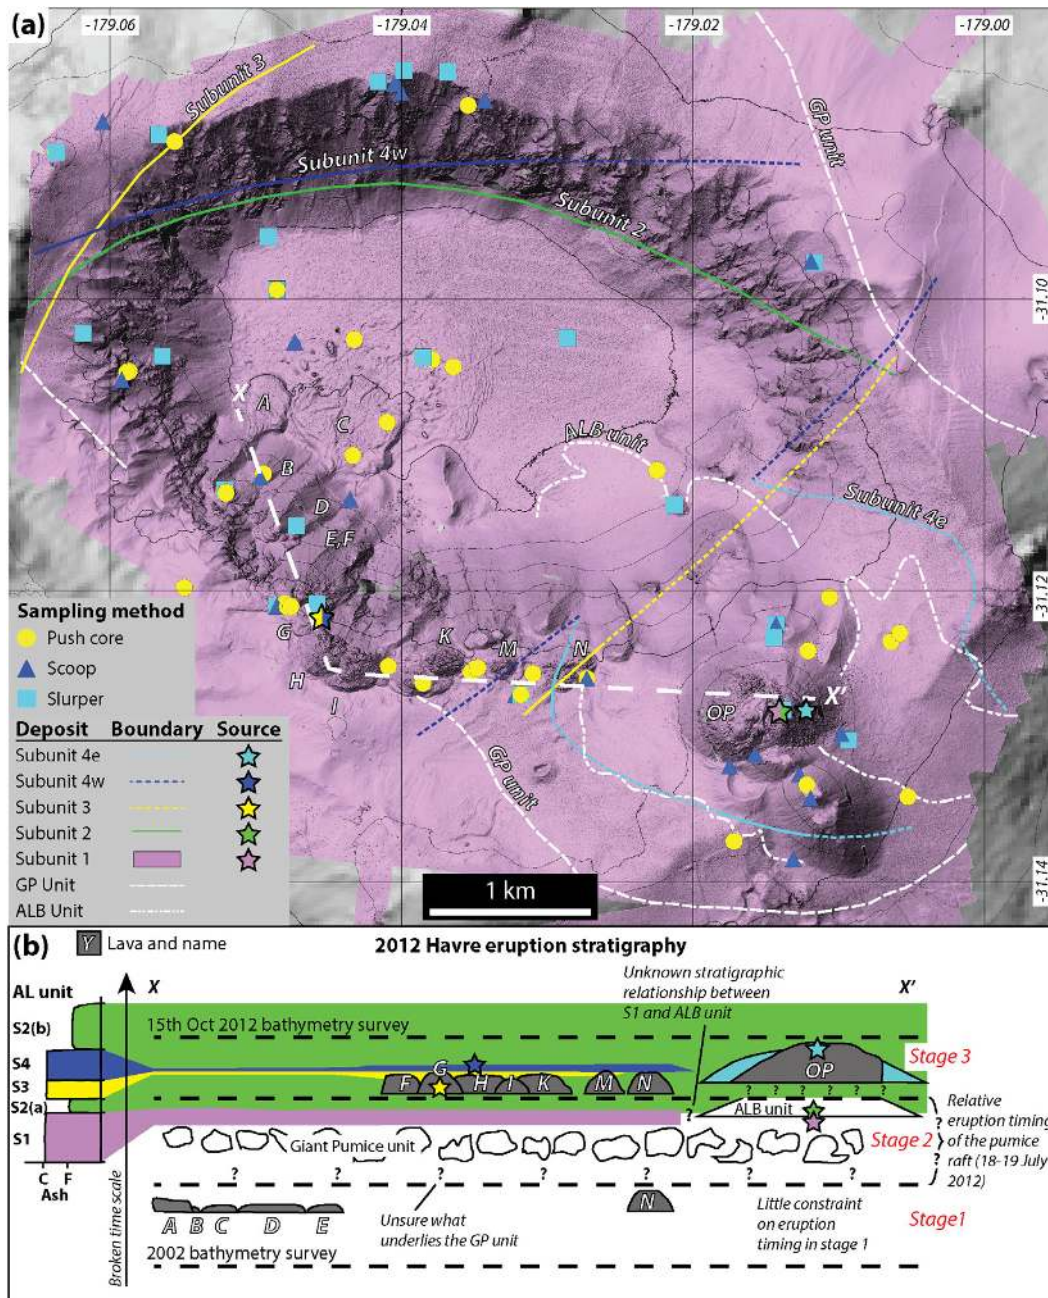 (a)
-179.06
-179.04
-179.02
-179.00
Subunit 3
GP unit
Subunit 4w
Subunit 2
-31.10
X
A
C
B
ALB unit
D
Subunit 4e
E,F
-31.12
Sampling method
Push core
Scoop
Slurper
G
K
M
N
H
I
OP
X'
GP unit
Deposit Boundary Source
Subunit 4e
Subunit 4w
Subunit 3
Subunit 2
Subunit 1
GP Unit
ALB Unit
1 km
-31.14
(b)
Y Lava and name
2012 Havre eruption stratigraphy
AL unit
X
Unknown stratigraphic
relationship between
S1 and ALB unit
X'
S2(b)
15th Oct 2012 bathymetry survey
S4
G
OP
Stage 3
S3
F H I K M N
S2(a)
? ? ? ? ? ?
Relative
eruption timing
of the pumice
raft (18-19 July
2012)
?
ALB unit
?
S1
Giant Pumice unit
Stage 2
?
?
C F
Ash
? ? ? ? ? ?
?
Broken time scale
A B C D E
N
Unsure what
underlies the GP unit
Little constraint
on eruption
timing in stage 1
Stage1
2002 bathymetry survey